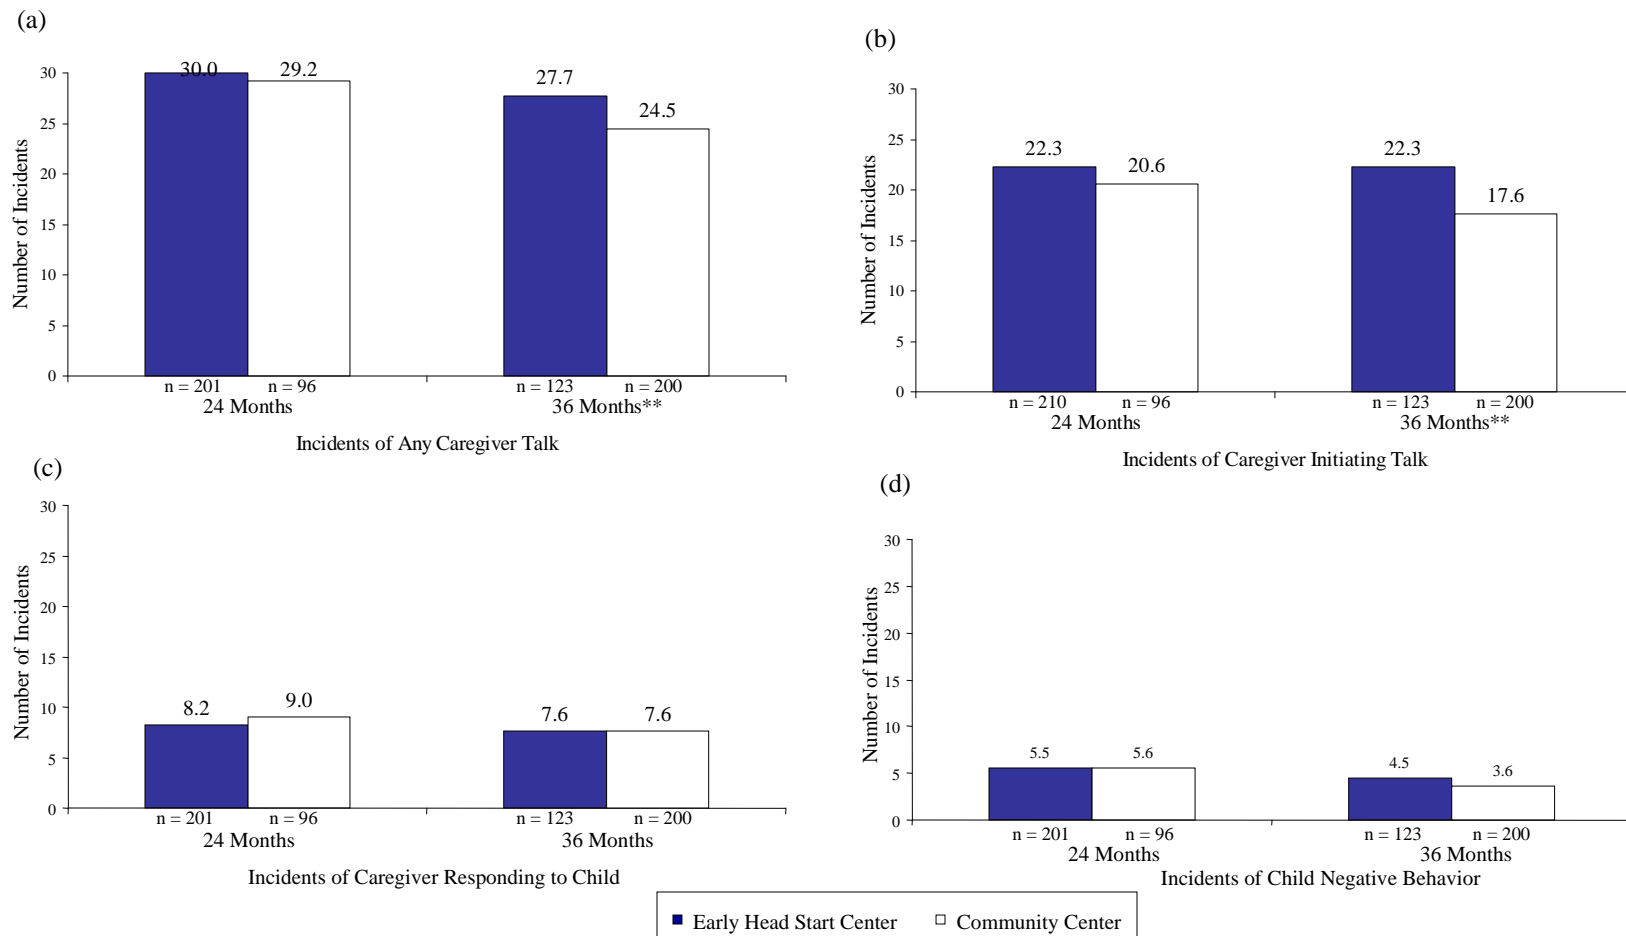 (a)
30.0 29.2 27.7 24.5
30
25
20
15
10
5
0
Number of Incidents
n = 201 n = 96 n = 123 n = 200
24 Months 36 Months**
Incidents of Any Caregiver Talk
(b)
22.3 20.6 22.3 17.6
30
25
20
15
10
5
0
Number of Incidents
n = 210 n = 96 n = 123 n = 200
24 Months 36 Months**
Incidents of Caregiver Initiating Talk
(c)
8.2 9.0 7.6 7.6
30
25
20
15
10
5
0
Number of Incidents
n = 201 n = 96 n = 123 n = 200
24 Months 36 Months
Incidents of Caregiver Responding to Child
(d)
5.5 5.6 4.5 3.6
30
25
20
15
10
5
0
Number of Incidents
n = 201 n = 96 n = 123 n = 200
24 Months 36 Months
Incidents of Child Negative Behavior
Early Head Start Center Community Center